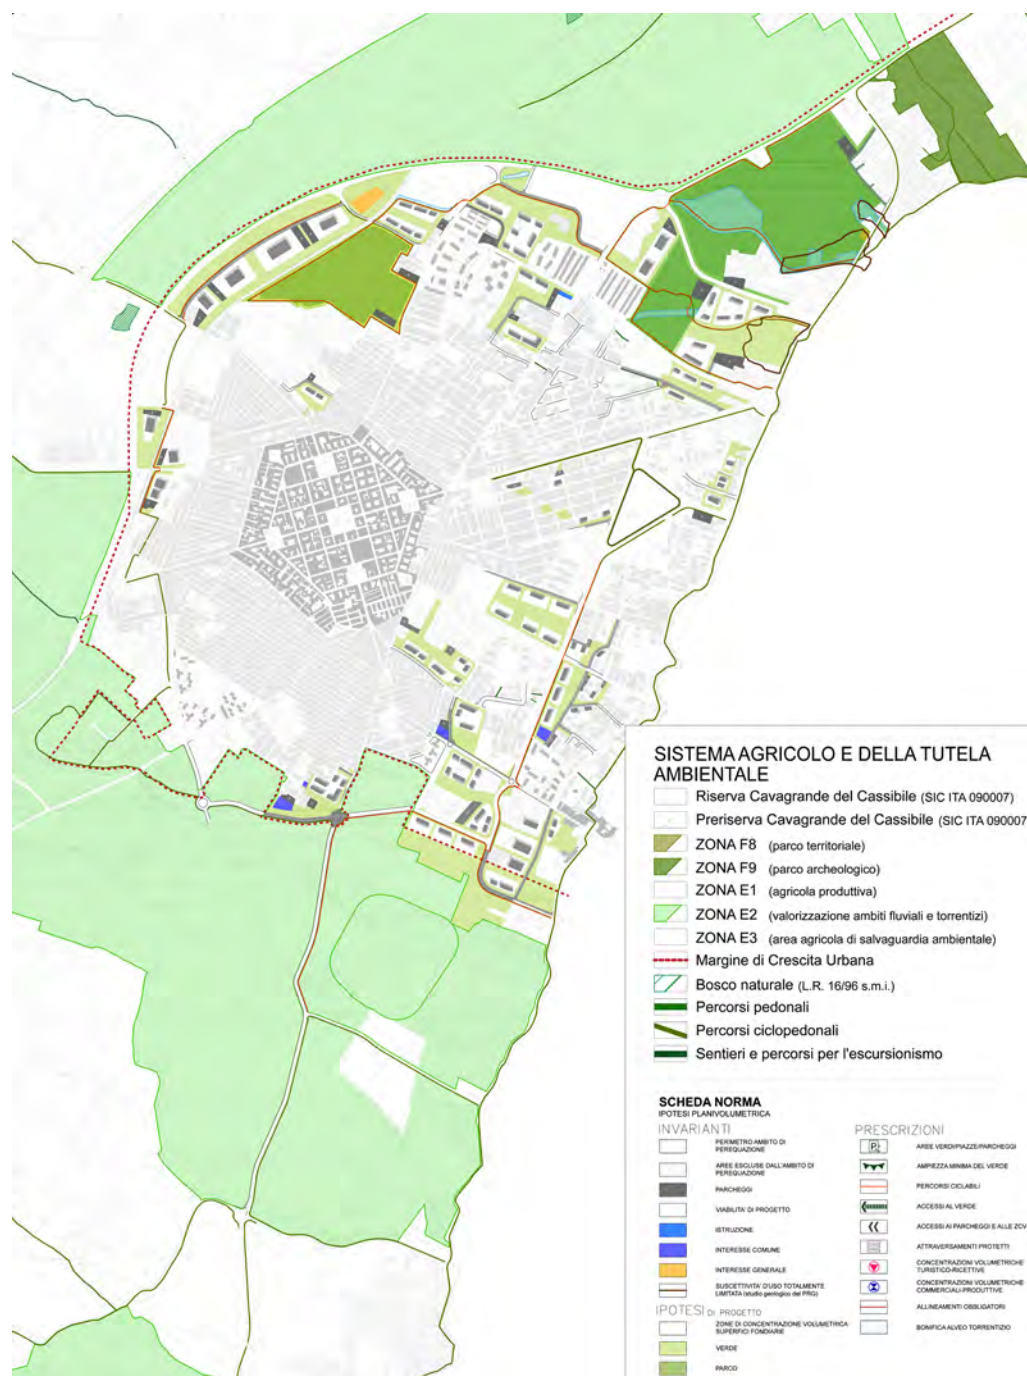 SISTEMA AGRICOLO E DELLA TUTELA
AMBIENTALE
Riserva Cavagrande del Cassibile (SIC ITA 090007)
Preriserva Cavagrande del Cassibile (SIC ITA 090007
ZONA F8 (parco territoriale)
ZONA F9 (parco archeologico)
ZONA E1 (agricola produttiva)
ZONA E2 (valorizzazione ambiti fluviali e torrentizi)
ZONA E3 (area agricola di salvaguardia ambientale)
Margine di Crescita Urbana
Bosco naturale (L.R. 16/96 s.m.i.)
Percorsi pedonali
Percorsi ciclopedonali
Sentieri e percorsi per l'escursionismo
SCHEDA NORMA
IPOTESI PLANIVOLUMETRICA
INVARIANTI
PERIMETRO AMBITO DI
PEREQUAZIONE
AREE ESCLUSE DALL'AMBITO DI
PEREQUAZIONE
PARCHEGGI
VIABILITA' DI PROGETTO
ISTRUZIONE
INTERESSE COMUNE
INTERESSE GENERALE
SUSCETTIVITA' D'USO TOTALMENTE
LIMITATA (studio geologico del PRG)
IPOTESI DI PROGETTO
ZONE DI CONCENTRAZIONE VOLUMETRICA
SUPERFICI FONDIARIE
VERDE
PARCO
PRESCRIZIONI
AREE VERDI/PIAZZE/PARCHEGGI
AMPIEZZA MINIMA DEL VERDE
PERCORSI CICLABILI
ACCESSI AL VERDE
ACCESSI AI PARCHEGGI E ALLE ZCV
ATTRAVERSAMENTI PROTETTI
CONCENTRAZIONI VOLUMETRICHE
TURISTICO-RICETTIVE
CONCENTRAZIONI VOLUMETRICHE
COMMERCIALI-PRODUTTIVE
ALLINEAMENTI OBBLIGATORI
BONIFICA ALVEO TORRENTIZIO